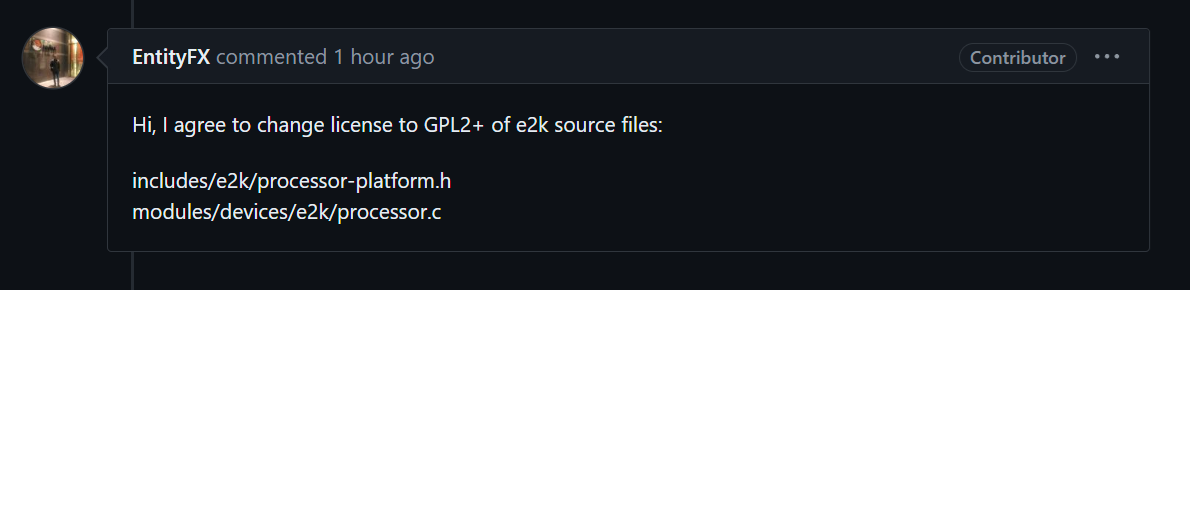 EntityFX commented 1 hour ago Contributor ...
Hi, I agree to change license to GPL2+ of e2k source files:
includes/e2k/processor-platform.h
modules/devices/e2k/processor.c